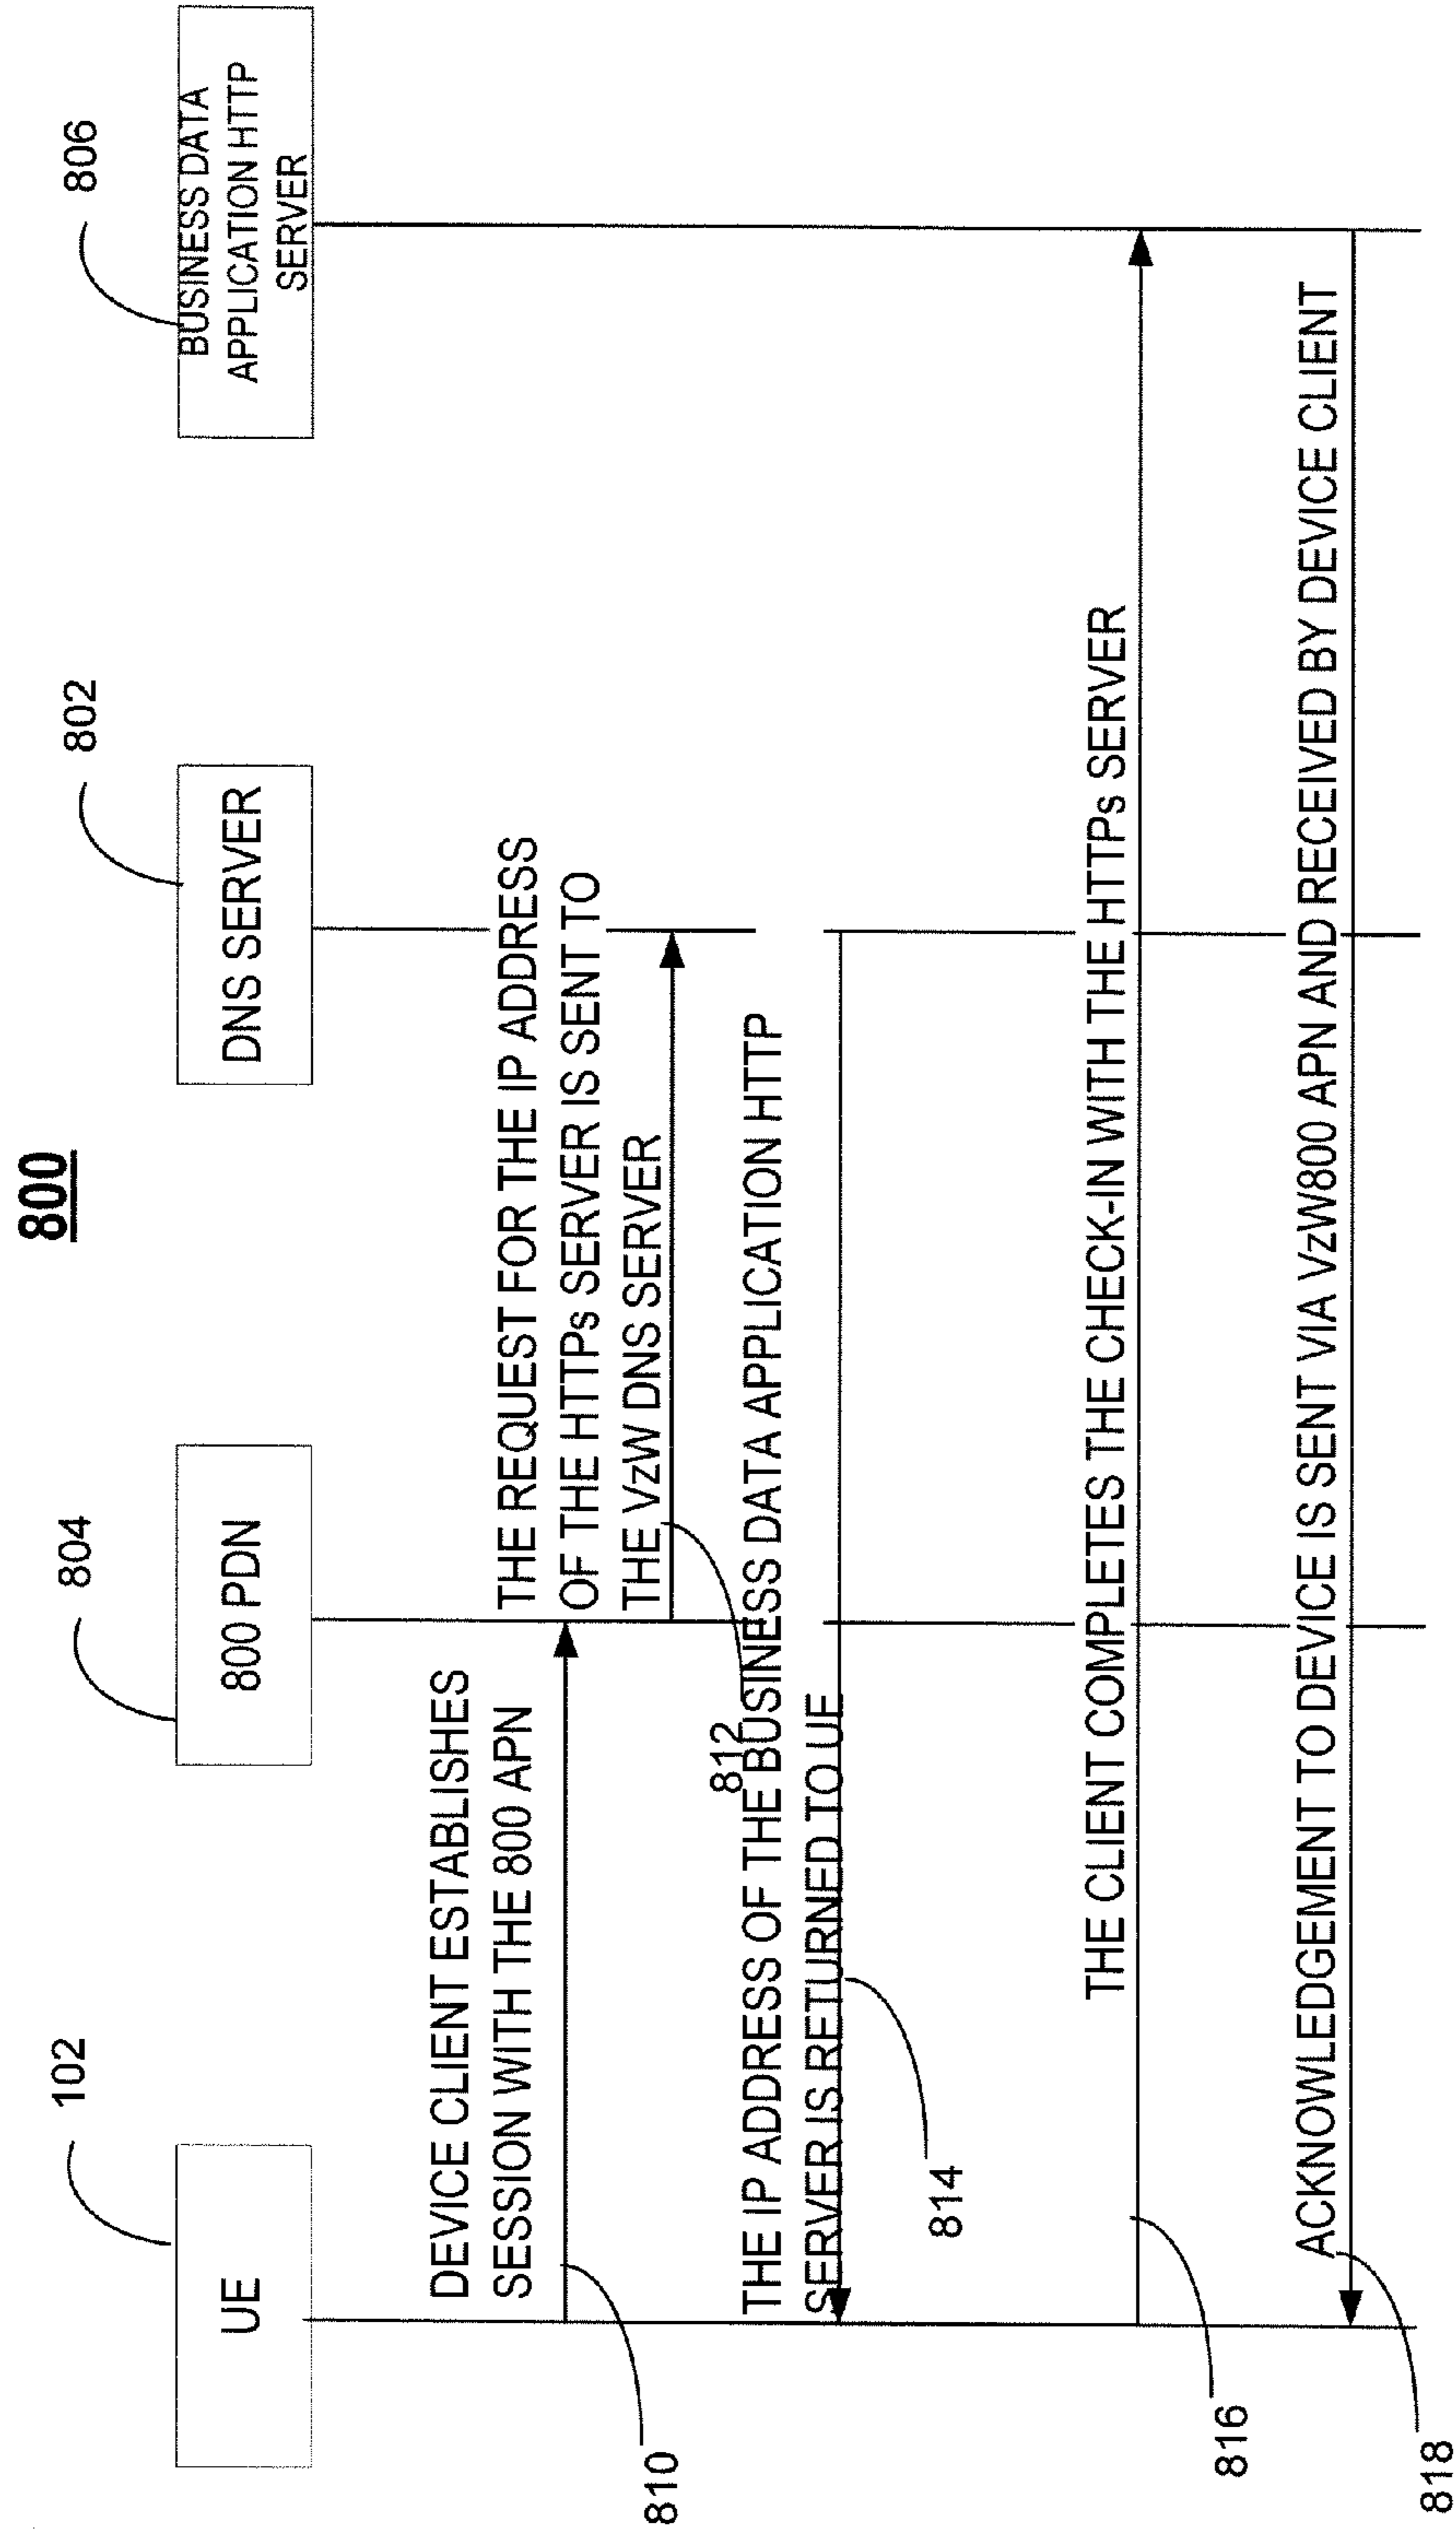 800
102
804
802
806
UE
800 PDN
DNS SERVER
BUSINESS DATA
APPLICATION HTTP
SERVER
DEVICE CLIENT ESTABLISHES
SESSION WITH THE 800 APN
810
THE REQUEST FOR THE IP ADDRESS
OF THE HTTPs SERVER IS SENT TO
THE VzW DNS SERVER
812
THE IP ADDRESS OF THE BUSINESS DATA APPLICATION HTTP
SERVER IS RETURNED TO UE
814
THE CLIENT COMPLETES THE CHECK-IN WITH THE HTTPs SERVER
816
ACKNOWLEDGEMENT TO DEVICE IS SENT VIA VzW800 APN AND RECEIVED BY DEVICE CLIENT
818